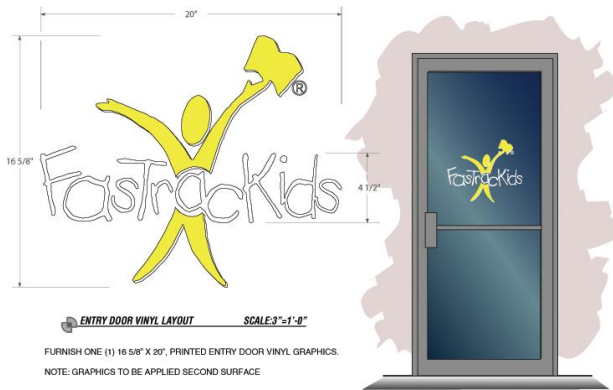 20"
®
16 5/8"
FasTracKids
4 1/2"
FasTracKids
ENTRY DOOR VINYL LAYOUT SCALE:3"=1'-0"
FURNISH ONE (1) 16 5/8" X 20", PRINTED ENTRY DOOR VINYL GRAPHICS.
NOTE: GRAPHICS TO BE APPLIED SECOND SURFACE